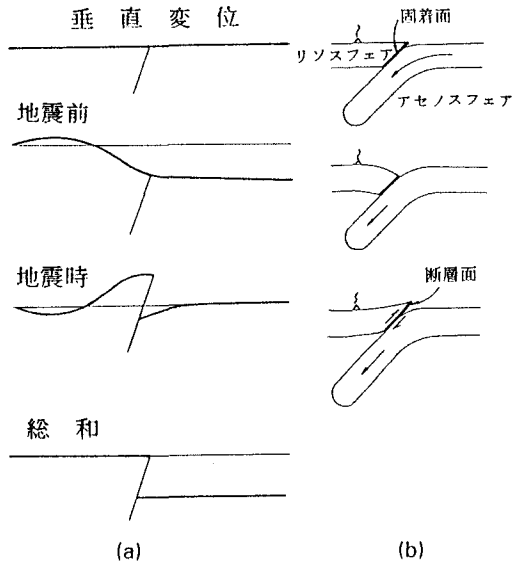 垂直変位
固着面
リソスフェア
アセノスフェア
地震前
地震時
断層面
総和
(a)
(b)